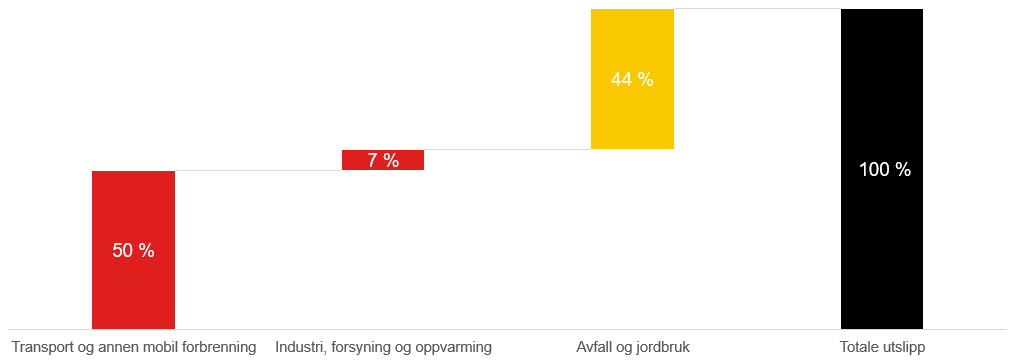 44 %
7 %
100 %
50 %
Transport og annen mobil forbrenning
Industri, forsyning og oppvarming
Avfall og jordbruk
Totale utslipp